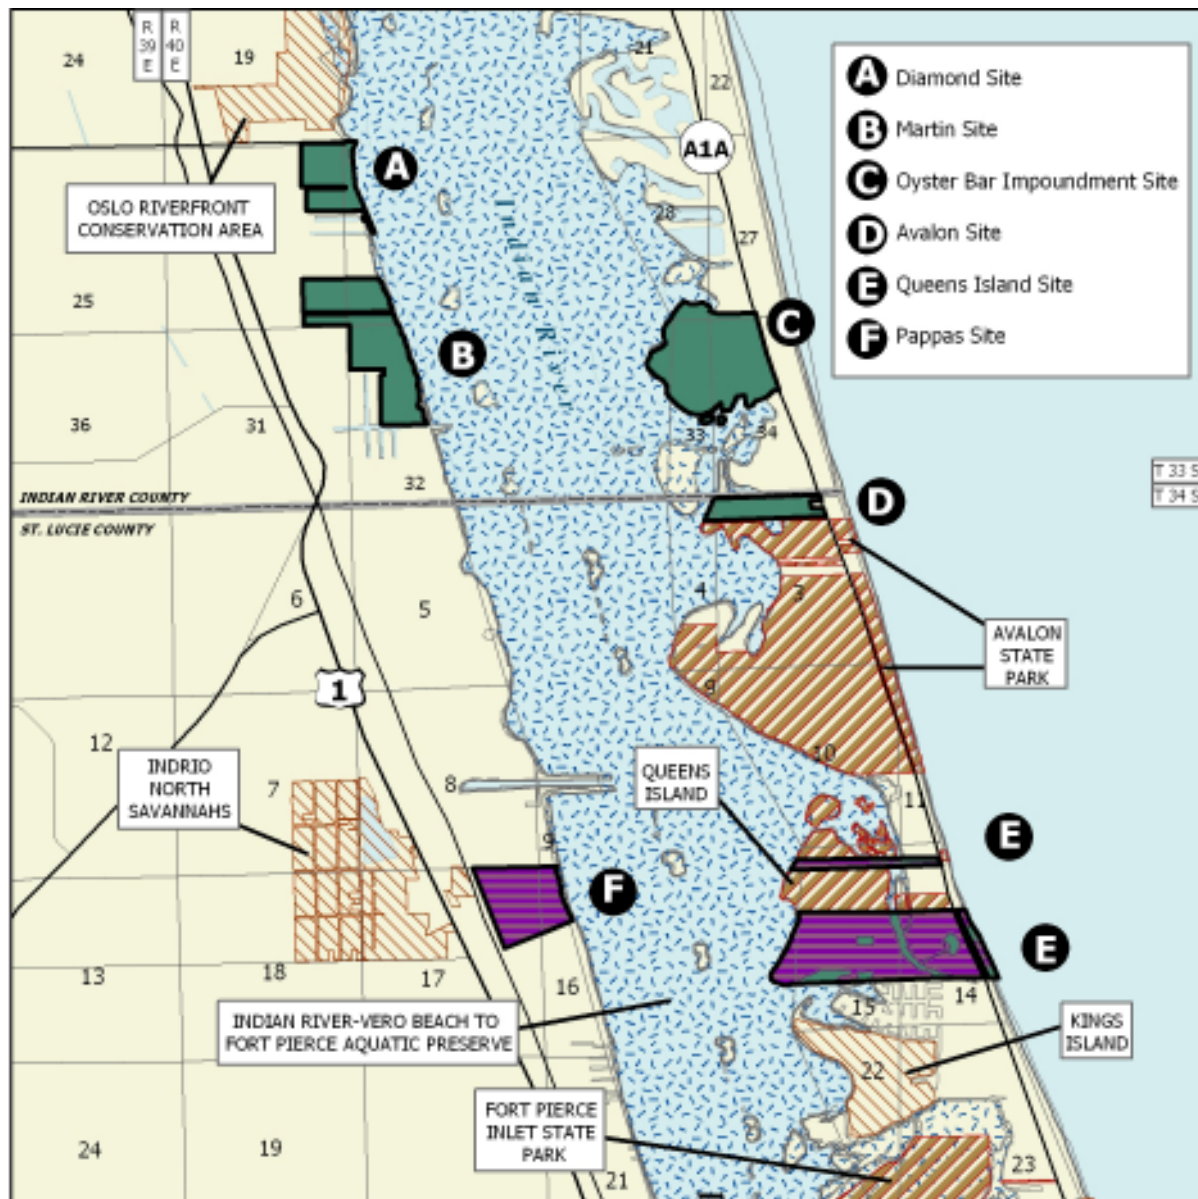 R
39
E
R
40
E
24
19
21
22
A1A
A
Diamond Site
B
Martin Site
C
Oyster Bar Impoundment Site
D
Avalon Site
E
Queens Island Site
F
Pappas Site
A
OSLO RIVERFRONT
CONSERVATION AREA
28
27
Indian River
25
B
C
36
31
33
34
32
INDIAN RIVER COUNTY
ST. LUCIE COUNTY
T 33 S
T 34 S
D
6
5
4
3
AVALON
STATE
PARK
1
9
12
10
INDRIO
NORTH
SAVANNAHS
7
8
QUEENS
ISLAND
11
9
E
F
E
13
18
17
16
15
14
INDIAN RIVER-VERO BEACH TO
FORT PIERCE AQUATIC PRESERVE
KINGS
ISLAND
22
FORT PIERCE
INLET STATE
PARK
24
19
21
23